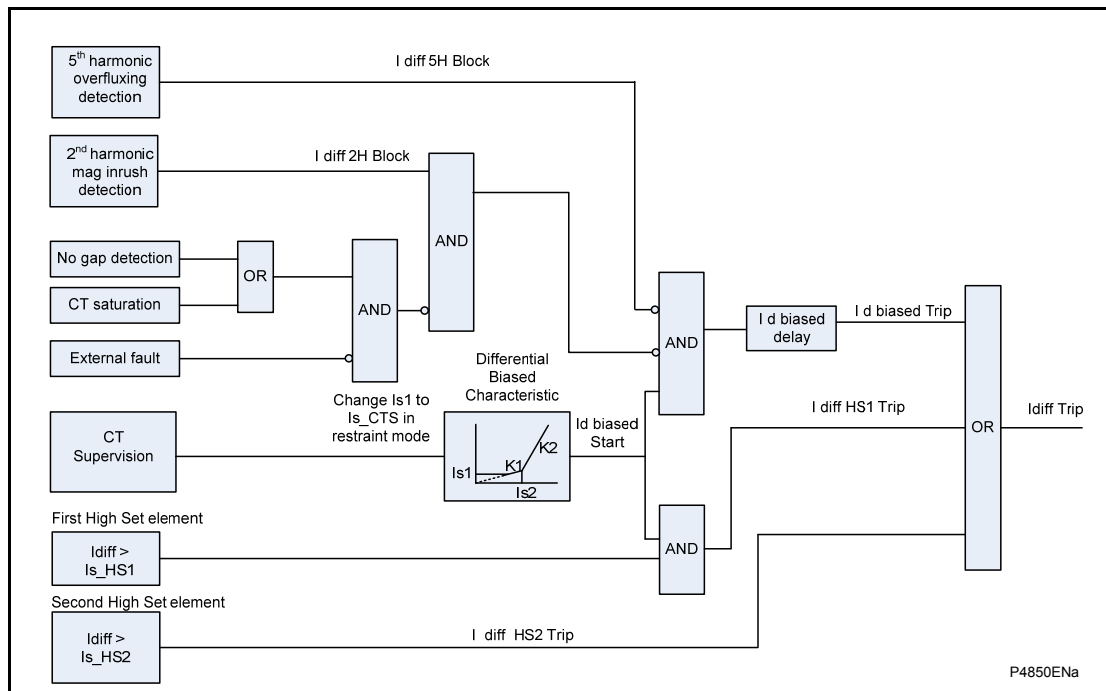 5th harmonic
overfluxing
detection
I diff 5H Block
2nd harmonic
mag inrush
detection
I diff 2H Block
AND
No gap detection
OR
CT saturation
AND
External fault
Change Is1 to
Is_CTS in
restraint mode
Differential
Biased
Characteristic
CT
Supervision
Is1
K1
K2
Is2
Id biased
Start
AND
I d biased
delay
I d biased Trip
I diff HS1 Trip
OR
Idiff Trip
First High Set element
Idiff >
Is_HS1
AND
Second High Set element
Idiff >
Is_HS2
I diff HS2 Trip
P4850ENa